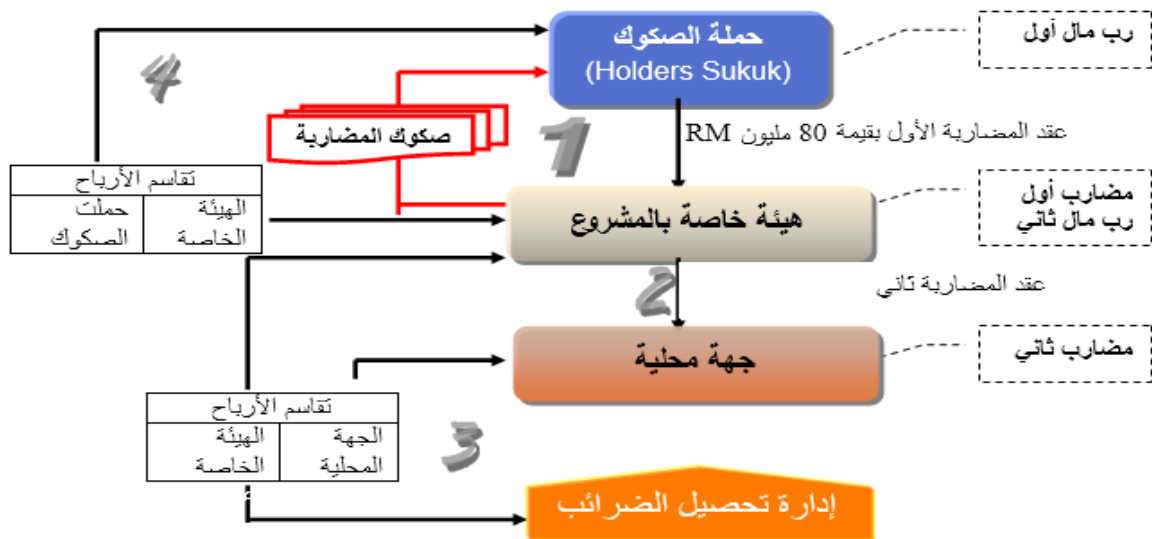 حملة الصكوك
(Holders Sukuk)
رب مال أول
4
صكوك المضاربة
1
عقد المضاربة الأول بقيمة 80 مليون RM
تقاسم الأرباح
الهيئة الخاصة
حملت الصكوك
هيئة خاصة بالمشروع
مضارب أول
رب مال ثاني
2
عقد المضاربة ثاني
جهة محلية
مضارب ثاني
تقاسم الأرباح
الجهة المحلية
الهيئة الخاصة
3
إدارة تحصيل الضرائب